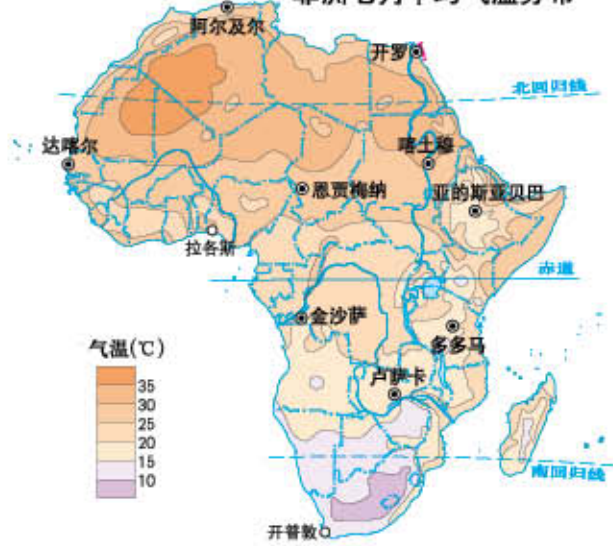 阿尔及尔
开罗
北回归线
达喀尔
喀土穆
恩贾梅纳
亚的斯亚贝巴
拉各斯
赤道
金沙萨
多多马
气温(℃)
卢萨卡
35
30
25
20
15
10
南回归线
开普敦